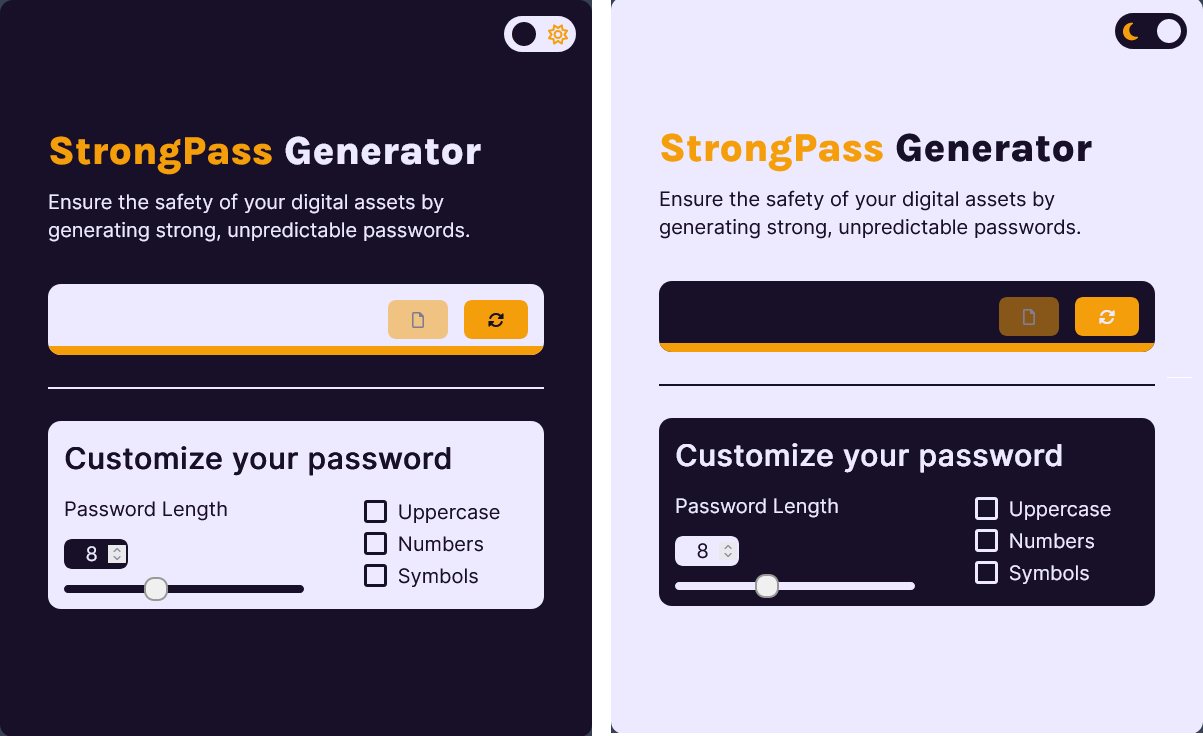 StrongPass Generator
Ensure the safety of your digital assets by
generating strong, unpredictable passwords.
Customize your password
Password Length
8
Uppercase
Numbers
Symbols
StrongPass Generator
Ensure the safety of your digital assets by
generating strong, unpredictable passwords.
Customize your password
Password Length
8
Uppercase
Numbers
Symbols